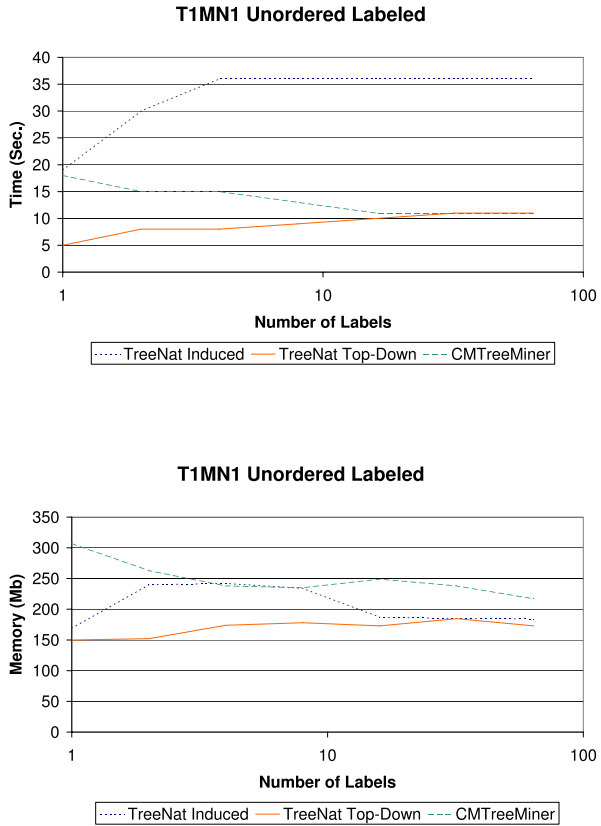 T1MN1 Unordered Labeled
40
35
30
25
20
15
10
5
0
Time (Sec.)
1 10 100
Number of Labels
TreeNat Induced TreeNat Top-Down CMTreeMiner
T1MN1 Unordered Labeled
350
300
250
200
150
100
50
0
Memory (Mb)
1 10 100
Number of Labels
TreeNat Induced TreeNat Top-Down CMTreeMiner